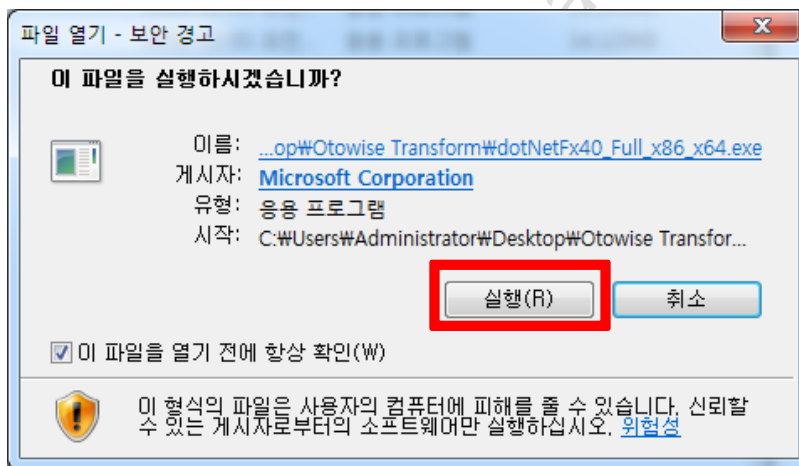 파일 열기 - 보안 경고
이 파일을 실행하시겠습니까?
이름: ...op₩Otowise Transform₩dotNetFx40_Full_x86_x64.exe
게시자: Microsoft Corporation
유형: 응용 프로그램
시작: C:₩Users₩Administrator₩Desktop₩Otowise Transfor...
실행(R) 취소
이 파일을 열기 전에 항상 확인(W)
이 형식의 파일은 사용자의 컴퓨터에 피해를 줄 수 있습니다. 신뢰할
수 있는 게시자로부터의 소프트웨어만 실행하십시오. 위험성